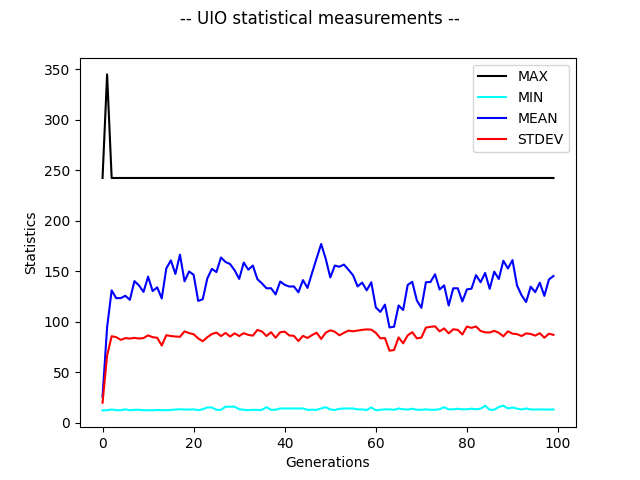 -- UIO statistical measurements --
MAX
MIN
MEAN
STDEV
Statistics
350
300
250
200
150
100
50
0
0 20 40 60 80 100
Generations